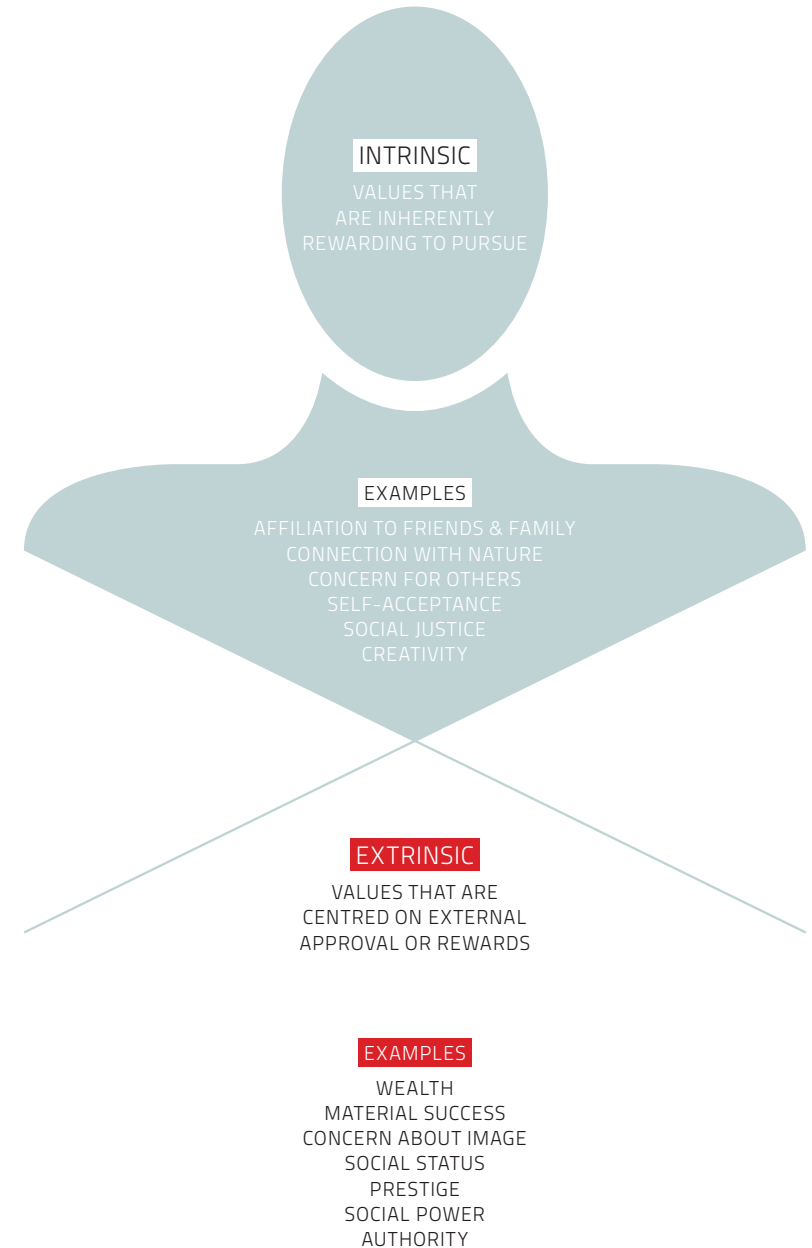 INTRINSIC
VALUES THAT
ARE INHERENTLY
REWARDING TO PURSUE
EXAMPLES
AFFILIATION TO FRIENDS & FAMILY
CONNECTION WITH NATURE
CONCERN FOR OTHERS
SELF-ACCEPTANCE
SOCIAL JUSTICE
CREATIVITY
EXTRINSIC
VALUES THAT ARE
CENTRED ON EXTERNAL
APPROVAL OR REWARDS
EXAMPLES
WEALTH
MATERIAL SUCCESS
CONCERN ABOUT IMAGE
SOCIAL STATUS
PRESTIGE
SOCIAL POWER
AUTHORITY